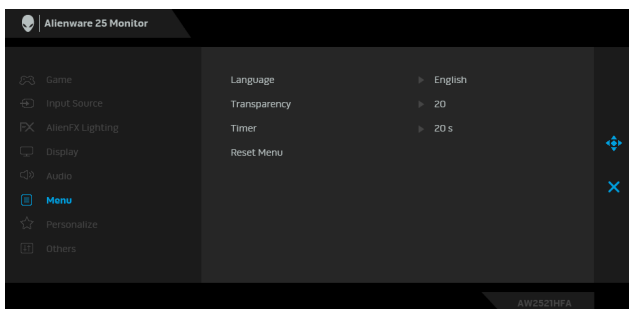 Alienware 25 Monitor
Game
Input Source
FX AlienFX Lighting
Display
Audio
Menu
Personalize
Others
Language English
Transparency 20
Timer 20 s
Reset Menu
AW2521HFA